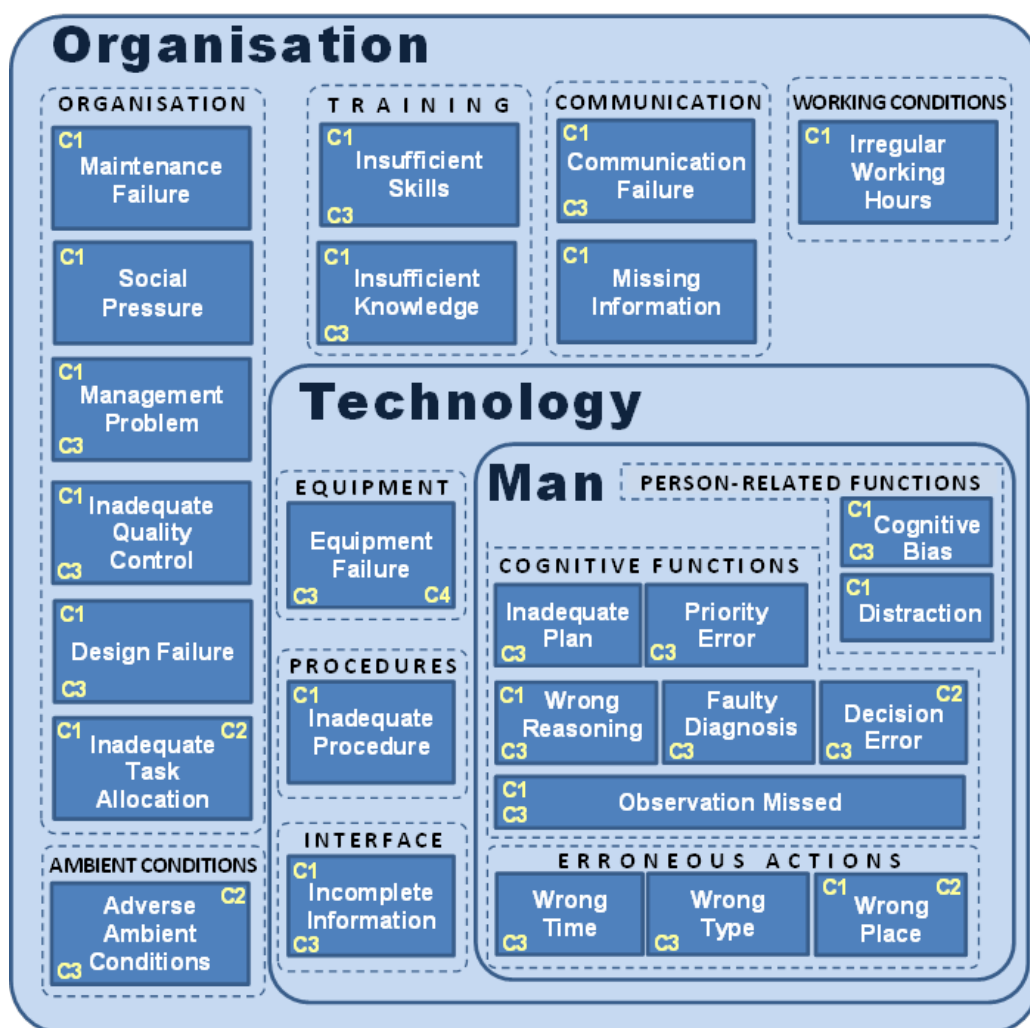 Organisation
ORGANISATION
C1
Maintenance
Failure
C1
Social
Pressure
C1
Management
Problem
C3
C1
Inadequate
Quality
Control
C3
C1
Design Failure
C3
C1 C2
Inadequate
Task
Allocation
AMBIENT CONDITIONS
C2
Adverse
Ambient
Conditions
C3
TRAINING
C1
Insufficient
Skills
C3
C1
Insufficient
Knowledge
C3
COMMUNICATION
C1
Communication
Failure
C3
C1
Missing
Information
WORKING CONDITIONS
C1
Irregular
Working
Hours
Technology
EQUIPMENT
Equipment
Failure
C3 C4
PROCEDURES
C1
Inadequate
Procedure
INTERFACE
C1
Incomplete
Information
C3
Man
PERSON-RELATED FUNCTIONS
C1
Cognitive
Bias
C3
C1
Distraction
COGNITIVE FUNCTIONS
Inadequate
Plan
C3
Priority
Error
C3
C1
Wrong
Reasoning
C3
Faulty
Diagnosis
C3
C2
Decision
Error
C3
C1
Observation Missed
C3
ERRONEOUS ACTIONS
Wrong
Time
C3
Wrong
Type
C3
C1 C2
Wrong
Place